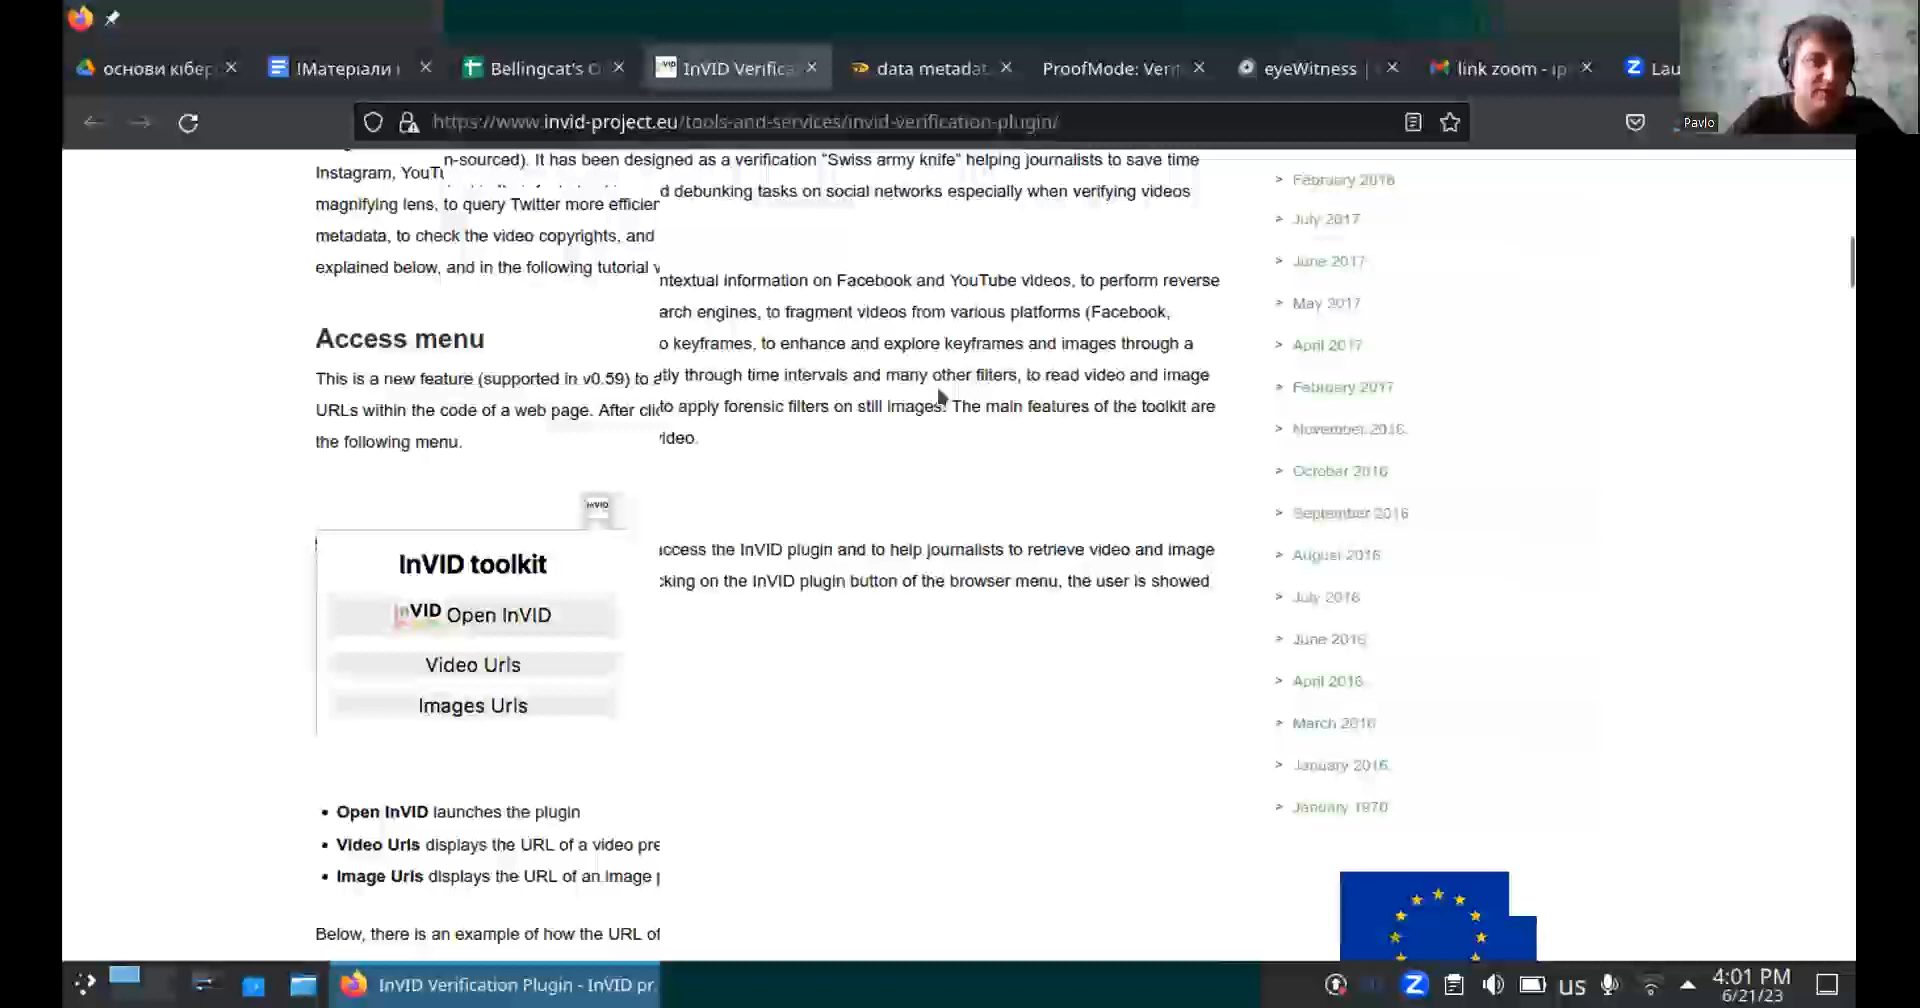 основи кібер
!Матеріали
Bellingcat's O
InVID Verifica
data metadat
ProofMode: Veri
eyeWitness |
link zoom - ip
Lau
Pavlo
https://www.invid-project.eu/tools-and-services/invid-verification-plugin/
n-sourced). It has been designed as a verification "Swiss army knife" helping journalists to save time
Instagram, YouTu
d debunking tasks on social networks especially when verifying videos
magnifying lens, to query Twitter more efficien
metadata, to check the video copyrights, and
explained below, and in the following tutorial v
ntextual information on Facebook and YouTube videos, to perform reverse
arch engines, to fragment videos from various platforms (Facebook,
o keyframes, to enhance and explore keyframes and images through a
tly through time intervals and many other filters, to read video and image
to apply forensic filters on still images. The main features of the toolkit are
video.
Access menu
This is a new feature (supported in v0.59) to a
URLs within the code of a web page. After clic
the following menu.
access the InVID plugin and to help journalists to retrieve video and image
cking on the InVID plugin button of the browser menu, the user is showed
InVID
InVID toolkit
InVID Open InVID
Video Urls
Images Urls
• Open InVID launches the plugin
• Video Urls displays the URL of a video pre
• Image Urls displays the URL of an image p
Below, there is an example of how the URL of
> February 2018
> July 2017
> June 2017
> May 2017
> April 2017
> February 2017
> November 2016
> October 2016
> September 2016
> August 2016
> July 2016
> June 2016
> April 2016
> March 2016
> January 2016
> January 1970
InVID Verification Plugin - InVID pr
us
4:01 PM
6/21/23